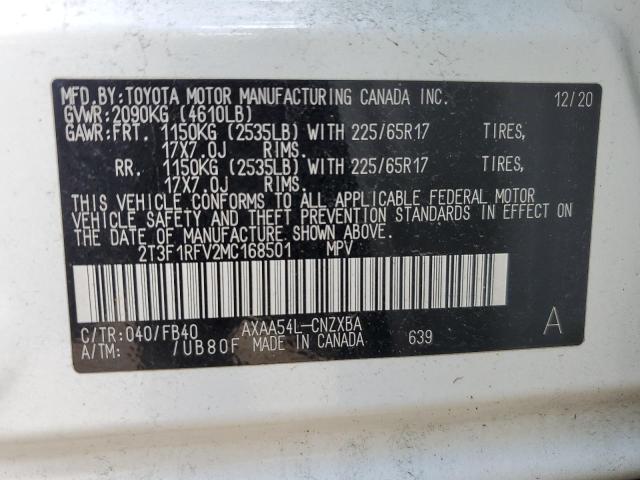 MFD.BY:TOYOTA MOTOR MANUFACTURING CANADA INC. 12/20
GVWR:2090KG (4610LB)
GAWR:FRT. 1150KG (2535LB) WITH 225/65R17 TIRES,
17X7.0J RIMS.
RR. 1150KG (2535LB) WITH 225/65R17 TIRES,
17X7.0J RIMS.
THIS VEHICLE CONFORMS TO ALL APPLICABLE FEDERAL MOTOR
VEHICLE SAFETY AND THEFT PREVENTION STANDARDS IN EFFECT ON
THE DATE OF MANUFACTURE SHOWN ABOVE.
2T3F1RFV2MC168501 MPV
C/TR:040/FB40 AXAA54L-CNZXBA A
A/TM: /UB80F MADE IN CANADA 639